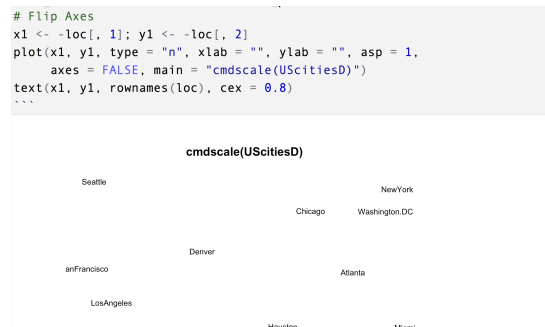 # Flip Axes
x1 <- -loc[, 1]; y1 <- -loc[, 2]
plot(x1, y1, type = "n", xlab = "", ylab = "", asp = 1,
axes = FALSE, main = "cmdscale(UScitiesD)")
text(x1, y1, rownames(loc), cex = 0.8)
```
cmdscale(UScitiesD)
Seattle
NewYork
Chicago Washington.DC
Denver
anFrancisco Atlanta
LosAngeles
Houston Miami